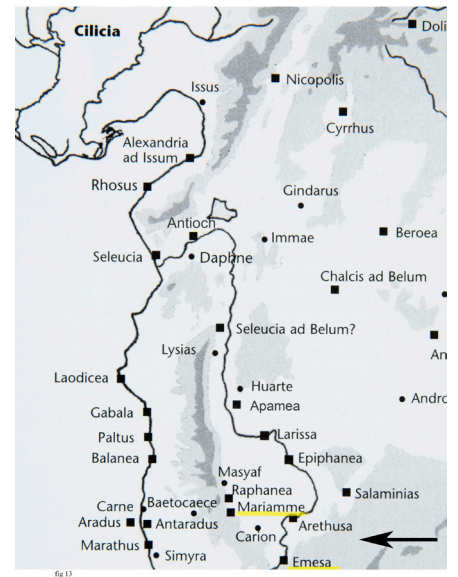 Cilicia
Doli
Issus
Nicopolis
Cyrrhus
Alexandria
ad Issum
Rhosus
Gindarus
Antioch
Immae
Beroea
Seleucia
Daphne
Chalcis ad Belum
Seleucia ad Belum?
Lysias
An
Laodicea
Huarte
Andro
Gabala
Apamea
Paltus
Larissa
Balanea
Epiphanea
Masyaf
Raphanea
Salaminias
Carne
Baetocaece
Mariamme
Aradus
Antaradus
Arethusa
Carion
Marathus
Simyra
Emesa
fig 13